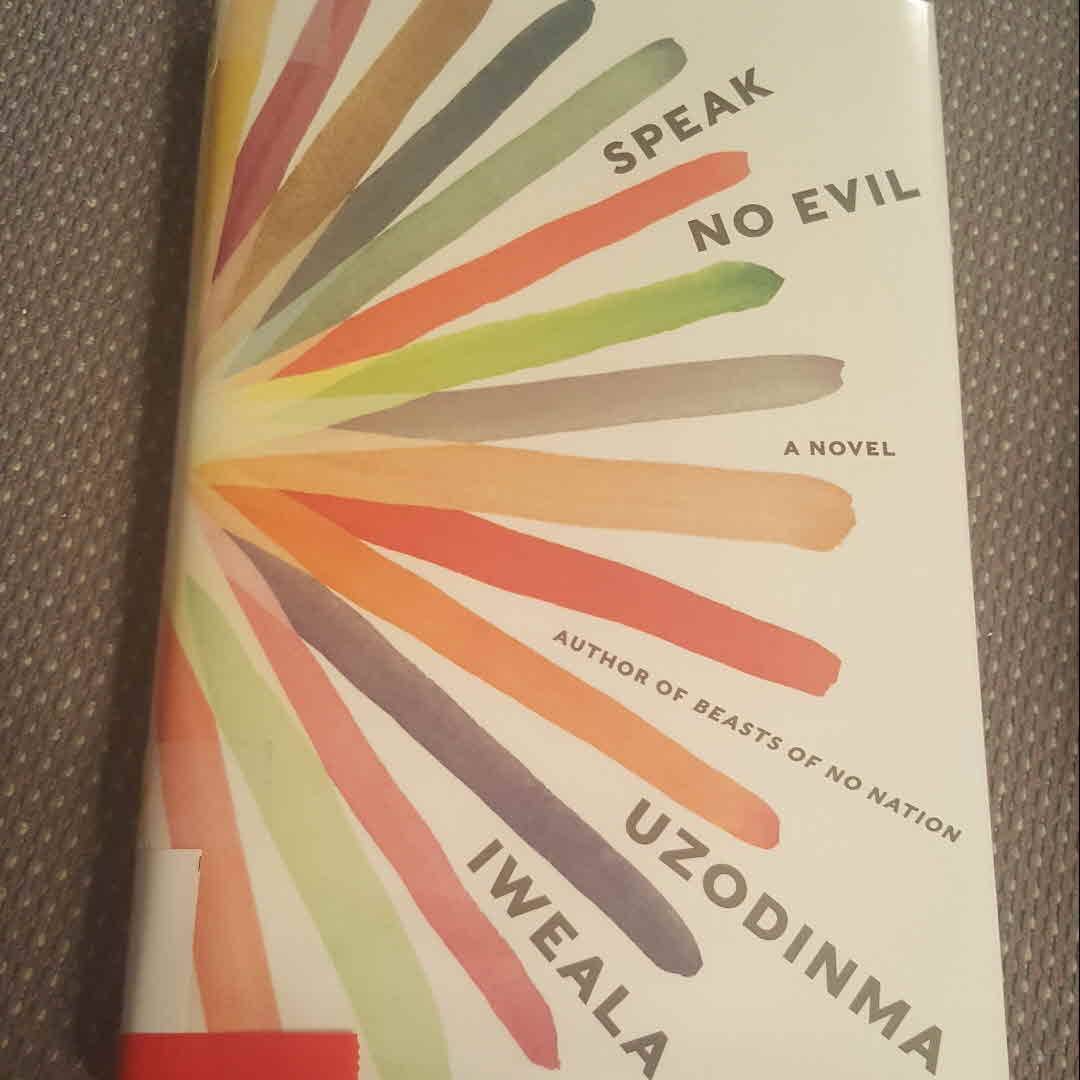 SPEAK
NO EVIL
A NOVEL
AUTHOR OF BEASTS OF NO NATION
UZODINMA
IWEALA